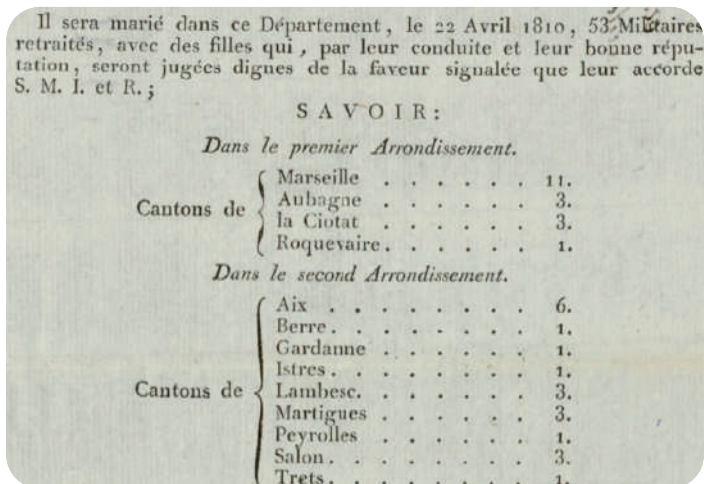 Il sera marié dans ce Département, le 22 Avril 1810, 53 Militaires
retraités, avec des filles qui, par leur conduite et leur bonne répu-
tation, seront jugées dignes de la faveur signalée que leur accorde
S. M. I. et R.;
SAVOIR:
Dans le premier Arrondissement.
Cantons de
Marseille . . . . . . 11.
Aubagne . . . . . . 3.
la Ciotat . . . . . . 3.
Roquevaire . . . . . . 1.
Dans le second Arrondissement.
Cantons de
Aix . . . . . . . . 6.
Berre . . . . . . . . 1.
Gardanne . . . . . . 1.
Istres . . . . . . . . 1.
Lambesc . . . . . . . 3.
Martigues . . . . . . 3.
Peyrolles . . . . . . 1.
Salon . . . . . . . . 3.
Trets . . . . . . . . 1.